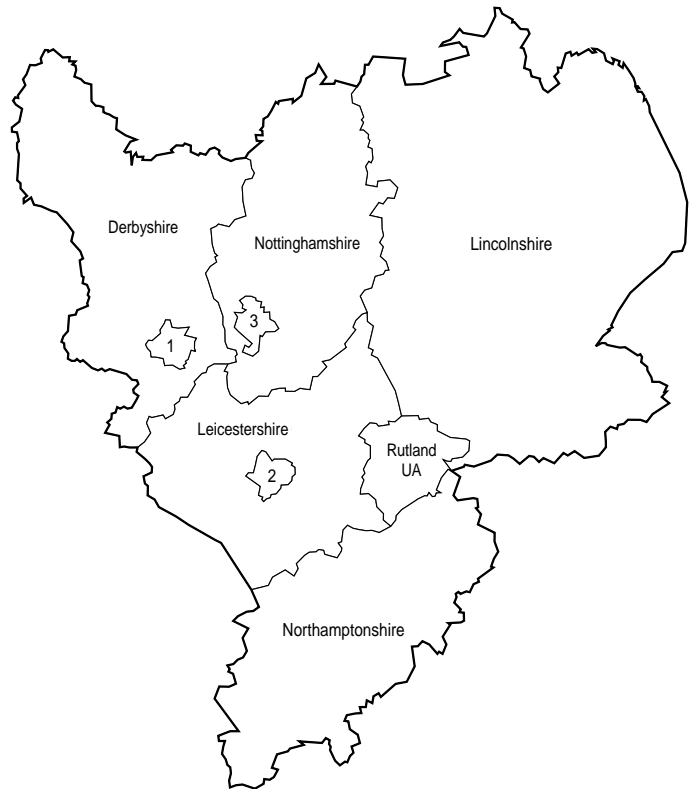 Derbyshire
Nottinghamshire
Lincolnshire
1
3
Leicestershire
2
Rutland
UA
Northamptonshire